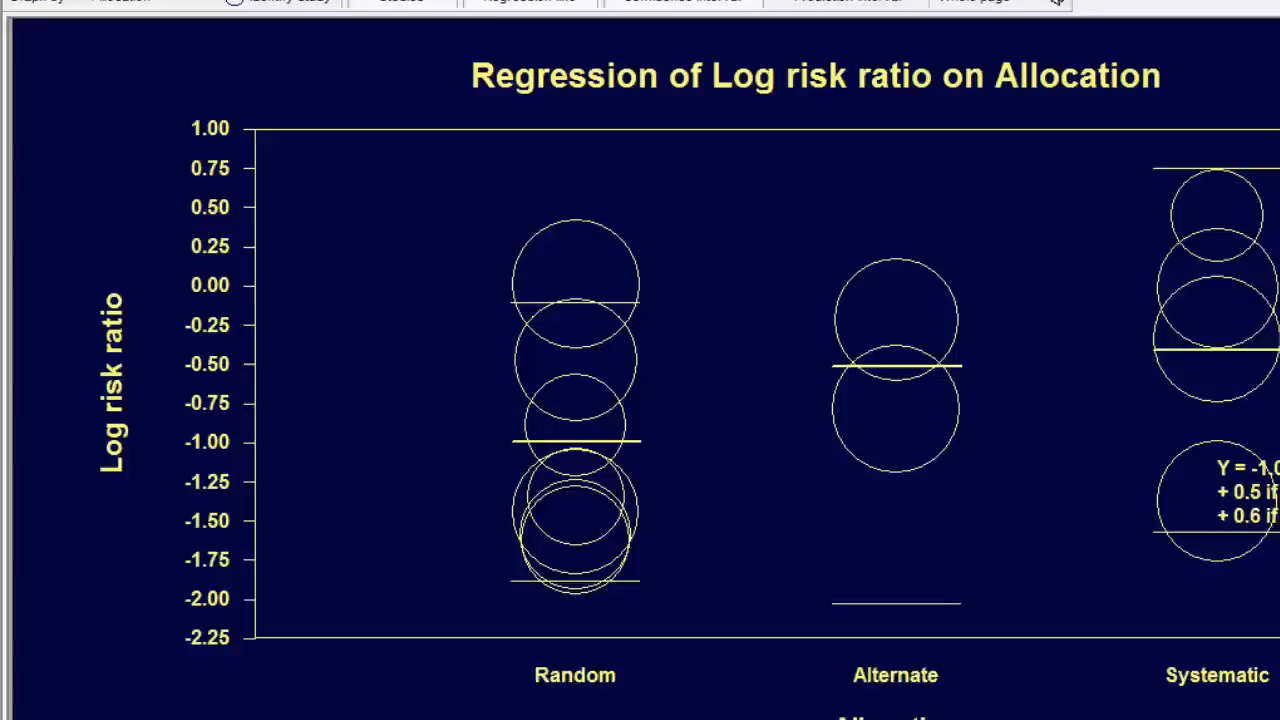 Regression of Log risk ratio on Allocation
1.00
0.75
0.50
0.25
0.00
-0.25
-0.50
-0.75
-1.00
-1.25
-1.50
-1.75
-2.00
-2.25
Log risk ratio
Y = -1.0
+ 0.5 if
+ 0.6 if
Random
Alternate
Systematic